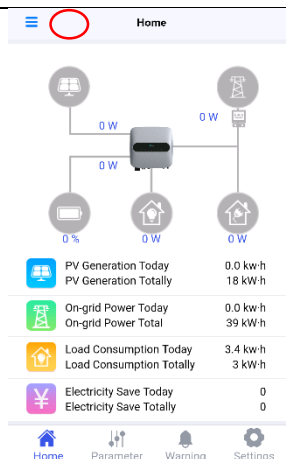 Home
0 W
0 W
0 W
0 % 0 W 0 W
PV Generation Today 0.0 kw·h
PV Generation Totally 18 kW·h
On-grid Power Today 0.0 kw·h
On-grid Power Total 39 kW·h
Load Consumption Today 3.4 kw·h
Load Consumption Totally 3 kW·h
¥ Electricity Save Today 0
Electricity Save Totally 0
Home Parameter Warning Settings